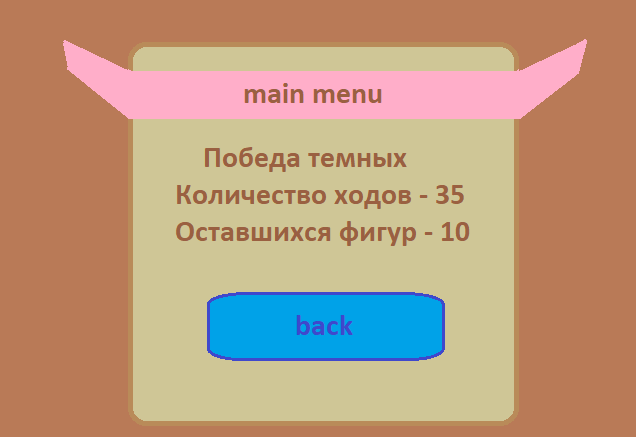 main menu
Победа темных
Количество ходов - 35
Оставшихся фигур - 10
back